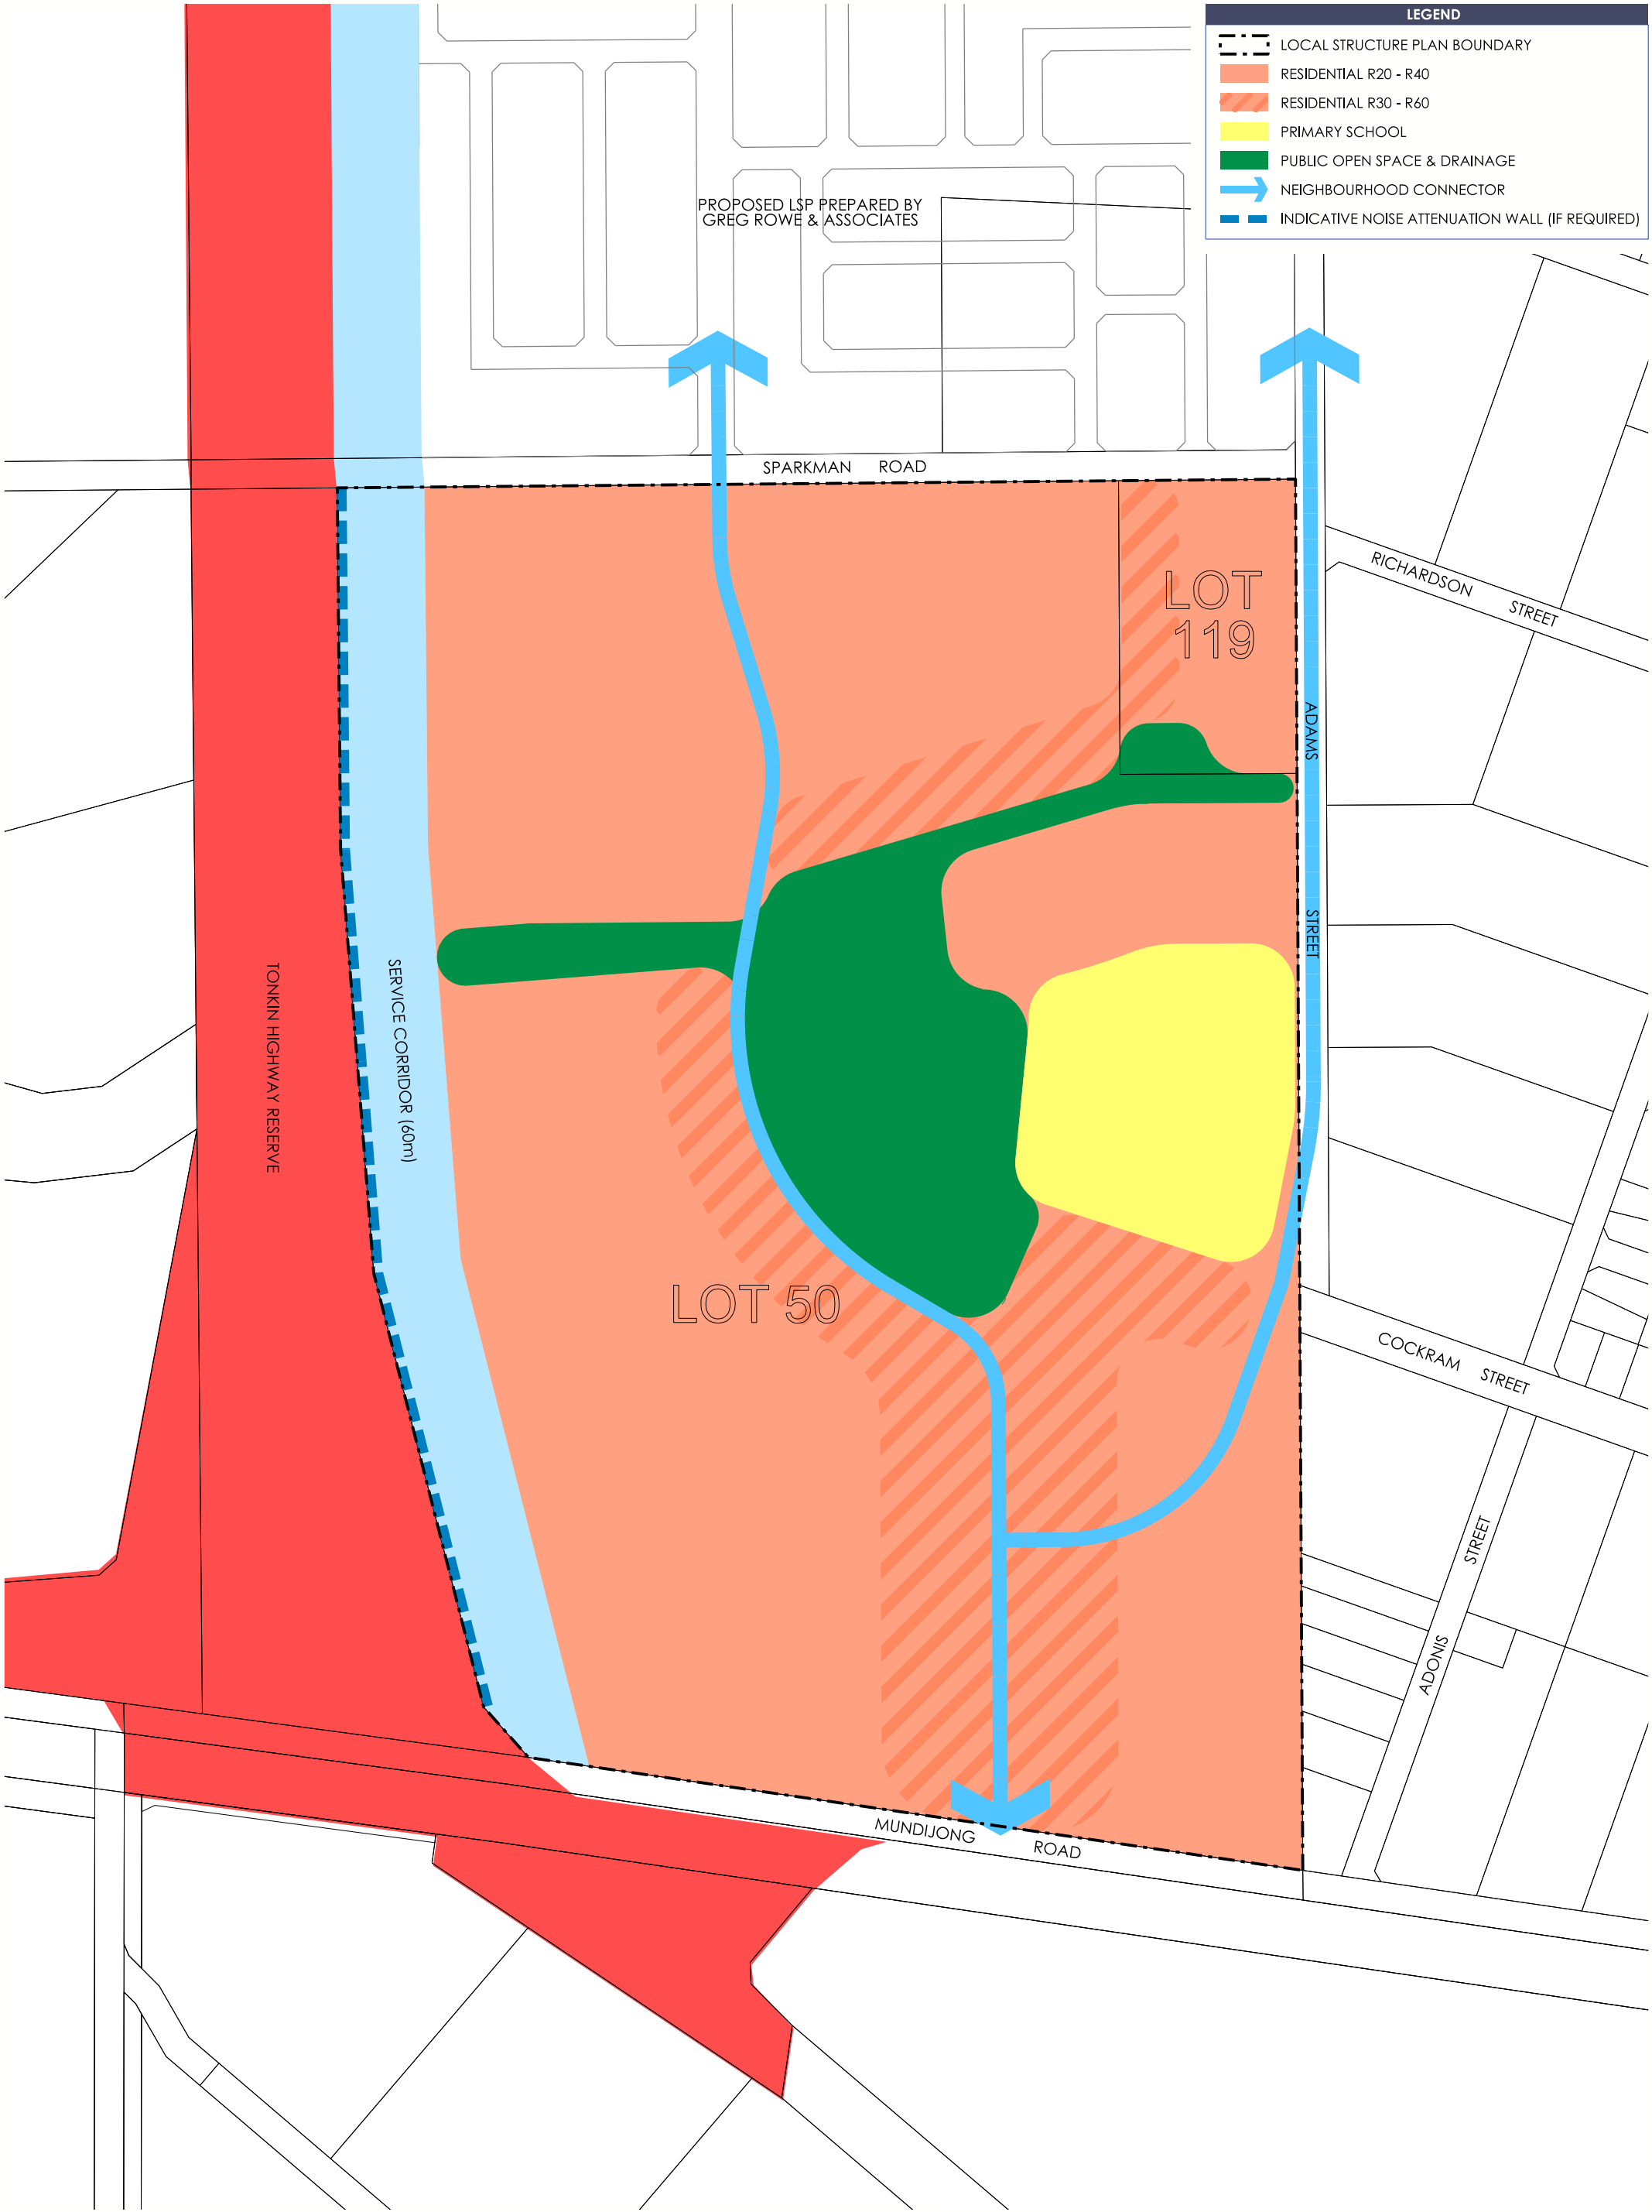 LEGEND
LOCAL STRUCTURE PLAN BOUNDARY
RESIDENTIAL R20 - R40
RESIDENTIAL R30 - R60
PRIMARY SCHOOL
PUBLIC OPEN SPACE & DRAINAGE
NEIGHBOURHOOD CONNECTOR
INDICATIVE NOISE ATTENUATION WALL (IF REQUIRED)
PROPOSED LSP PREPARED BY
GREG ROWE & ASSOCIATES
SPARKMAN ROAD
LOT
119
RICHARDSON STREET
ADAMS STREET
TONKIN HIGHWAY RESERVE
SERVICE CORRIDOR (60m)
LOT 50
COCKRAM STREET
ADONIS STREET
MUNDIJONG ROAD